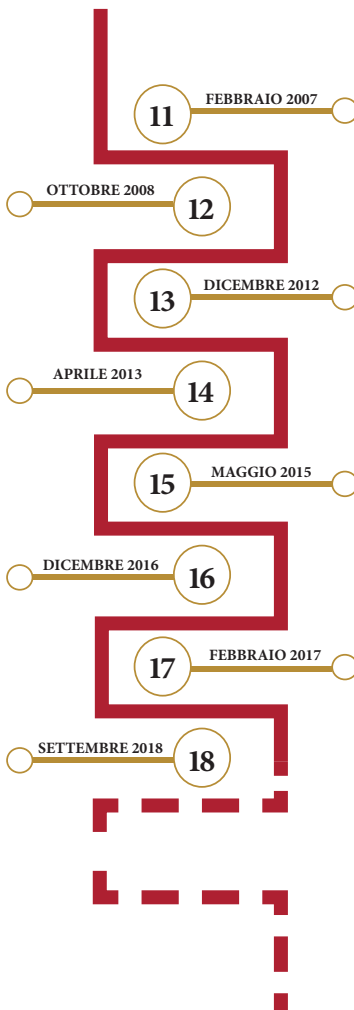 FEBBRAIO 2007
11
OTTOBRE 2008
12
DICEMBRE 2012
13
APRILE 2013
14
MAGGIO 2015
15
DICEMBRE 2016
16
FEBBRAIO 2017
17
SETTEMBRE 2018
18